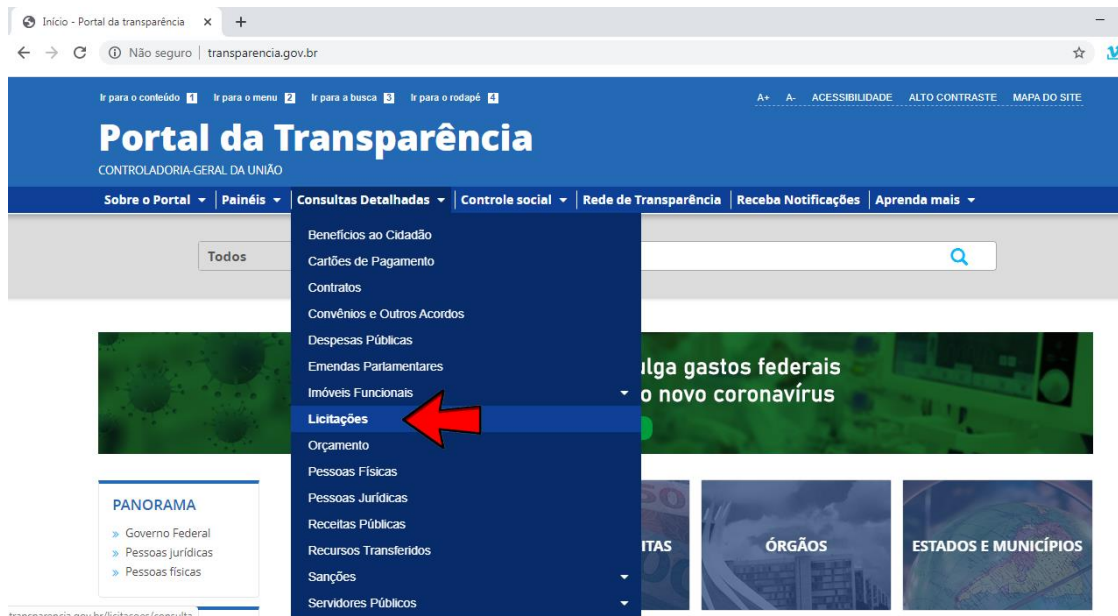 Início - Portal da transparência
Não seguro | transparencia.gov.br
Ir para o conteúdo 1 Ir para o menu 2 Ir para a busca 3 Ir para o rodapé 4 A+ A- ACESSIBILIDADE ALTO CONTRASTE MAPA DO SITE
Portal da Transparência
CONTROLADORIA-GERAL DA UNIÃO
Sobre o Portal Painéis Consultas Detalhadas Controle social Rede de Transparência Receba Notificações Aprenda mais
Todos
Benefícios ao Cidadão
Cartões de Pagamento
Contratos
Convênios e Outros Acordos
Despesas Públicas
Emendas Parlamentares
Imóveis Funcionais
Licitações
Orçamento
Pessoas Físicas
Pessoas Jurídicas
Receitas Públicas
Recursos Transferidos
Sanções
Servidores Públicos
ulga gastos federais
o novo coronavírus
PANORAMA
» Governo Federal
» Pessoas jurídicas
» Pessoas físicas
ITAS
ÓRGÃOS
ESTADOS E MUNICÍPIOS
transparencia.gov.br/licitacoes/consulta